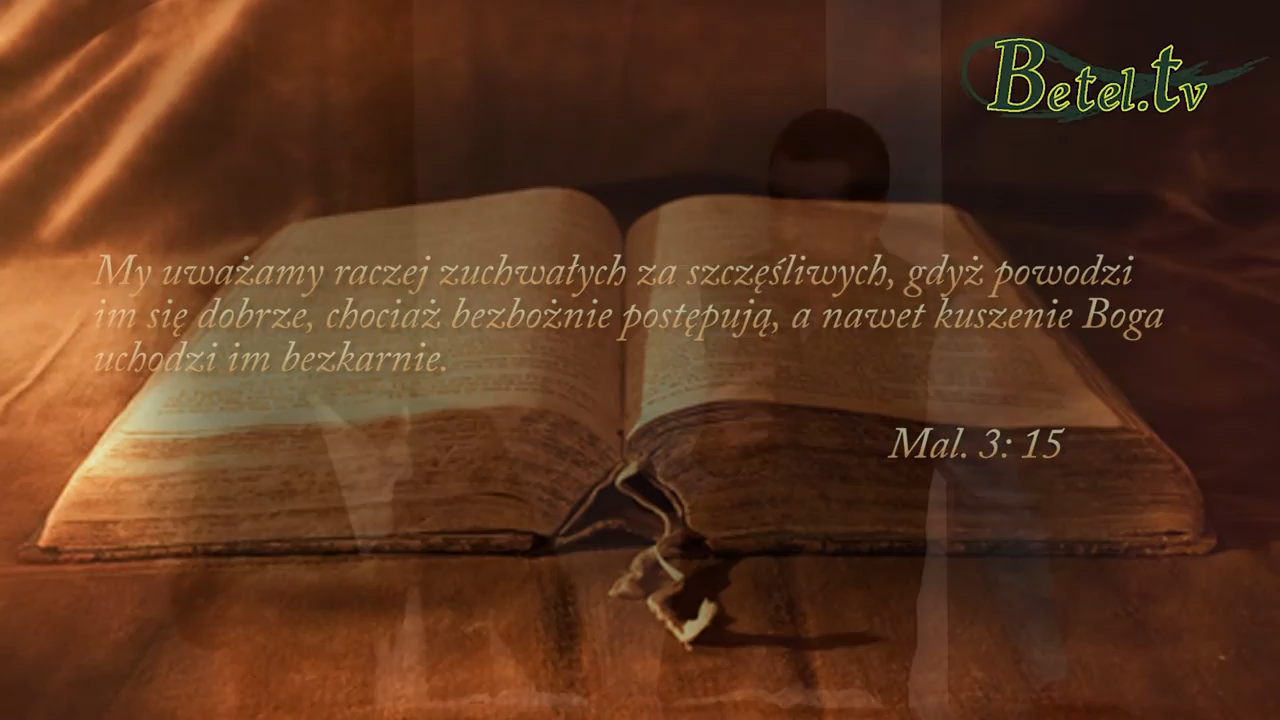 Betel.tv
My uważamy raczej zuchwałych za szczęśliwych, gdyż powodzi
im się dobrze, chociaż bezbożnie postępują, a nawet kuszenie Boga
uchodzi im bezkarnie.
Mal. 3: 15